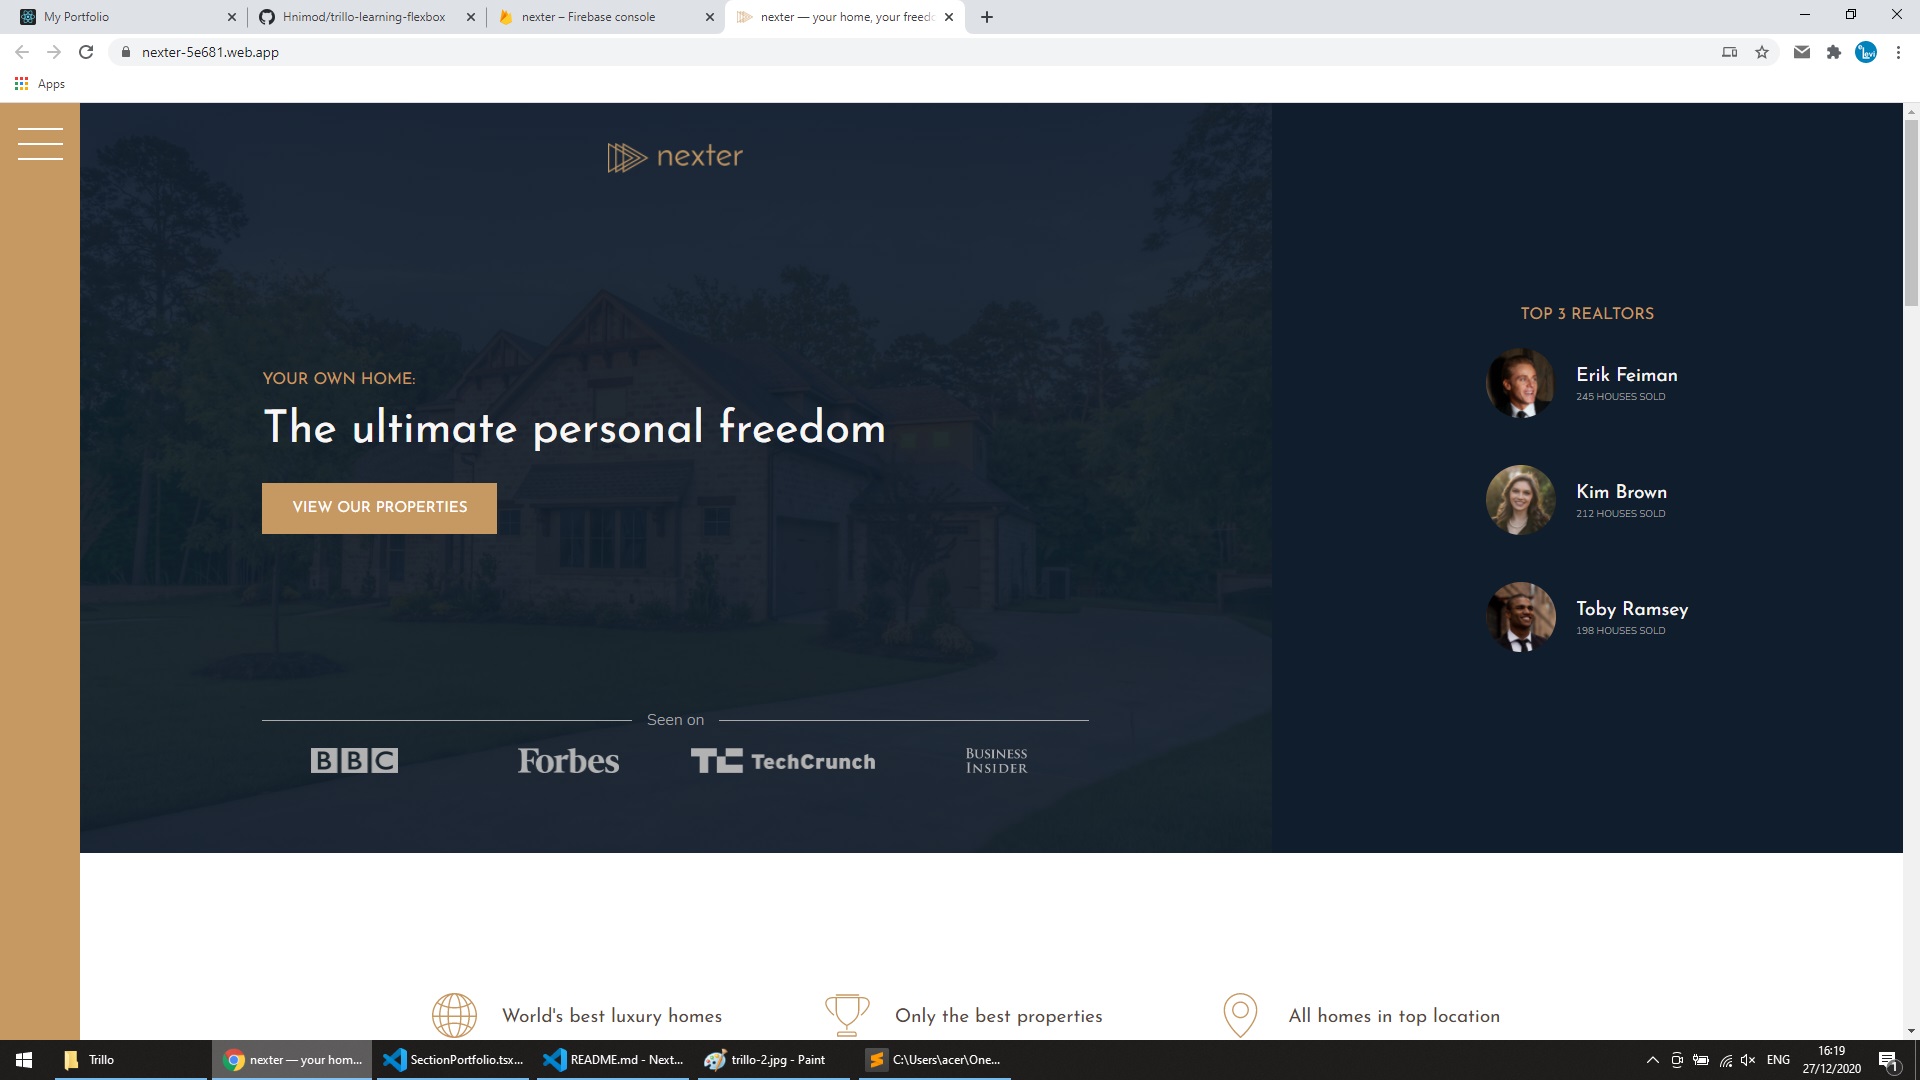 My Portfolio
Hnimod/trillo-learning-flexbox
nexter – Firebase console
nexter — your home, your freed
nexter-5e681.web.app
Levi
Apps
nexter
YOUR OWN HOME:
The ultimate personal freedom
VIEW OUR PROPERTIES
Seen on
BBC
Forbes
TC TechCrunch
BUSINESS
INSIDER
TOP 3 REALTORS
Erik Feiman
245 HOUSES SOLD
Kim Brown
212 HOUSES SOLD
Toby Ramsey
198 HOUSES SOLD
World's best luxury homes
Only the best properties
All homes in top location
Trillo
nexter — your hom...
SectionPortfolio.tsx...
README.md - Next...
trillo-2.jpg - Paint
C:\Users\acer\One...
ENG
16:19
27/12/2020
1